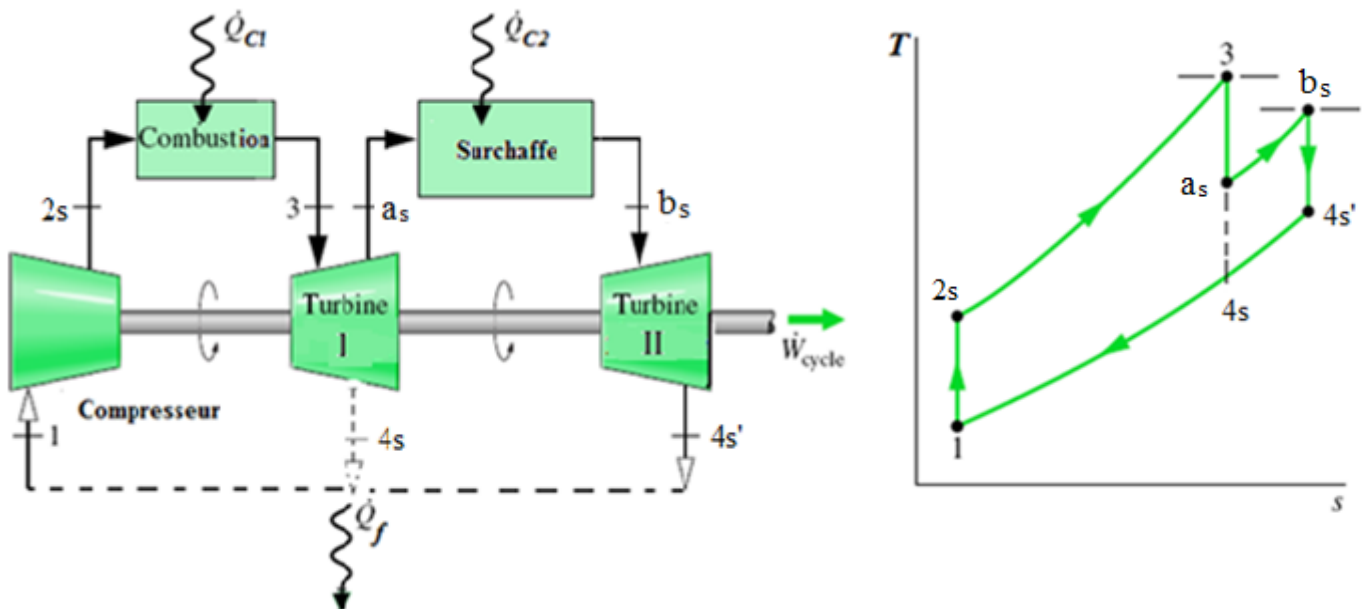 Q̇C1
Q̇C2
Combustion
Surchaffe
2s
3
as
bs
Turbine
I
Turbine
II
Ẇcycle
Compresseur
1
4s
4s'
Q̇f
T
3
bs
as
4s'
2s
4s
1
s